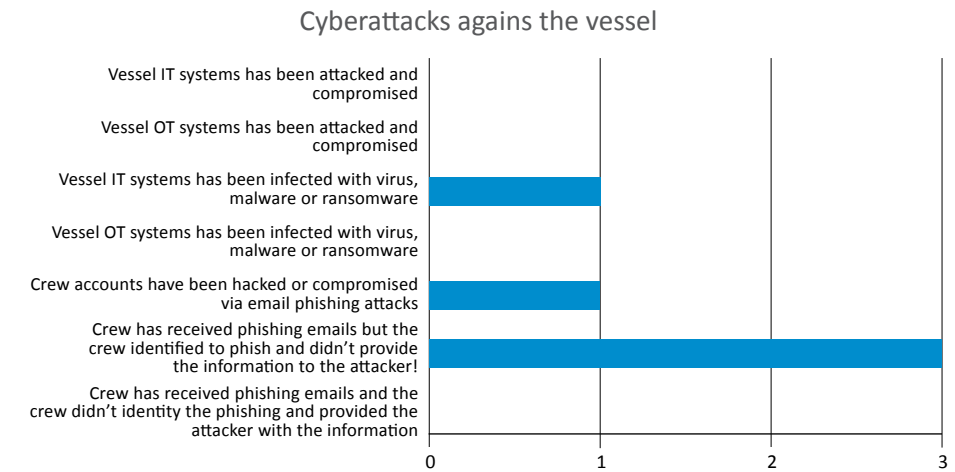 Cyberattacks agains the vessel
Vessel IT systems has been attacked and
compromised
Vessel OT systems has been attacked and
compromised
Vessel IT systems has been infected with virus,
malware or ransomware
Vessel OT systems has been infected with virus,
malware or ransomware
Crew accounts have been hacked or compromised
via email phishing attacks
Crew has received phishing emails but the
crew identified to phish and didn’t provide
the information to the attacker!
Crew has received phishing emails and the
crew didn’t identity the phishing and provided the
attacker with the information
0 1 2 3